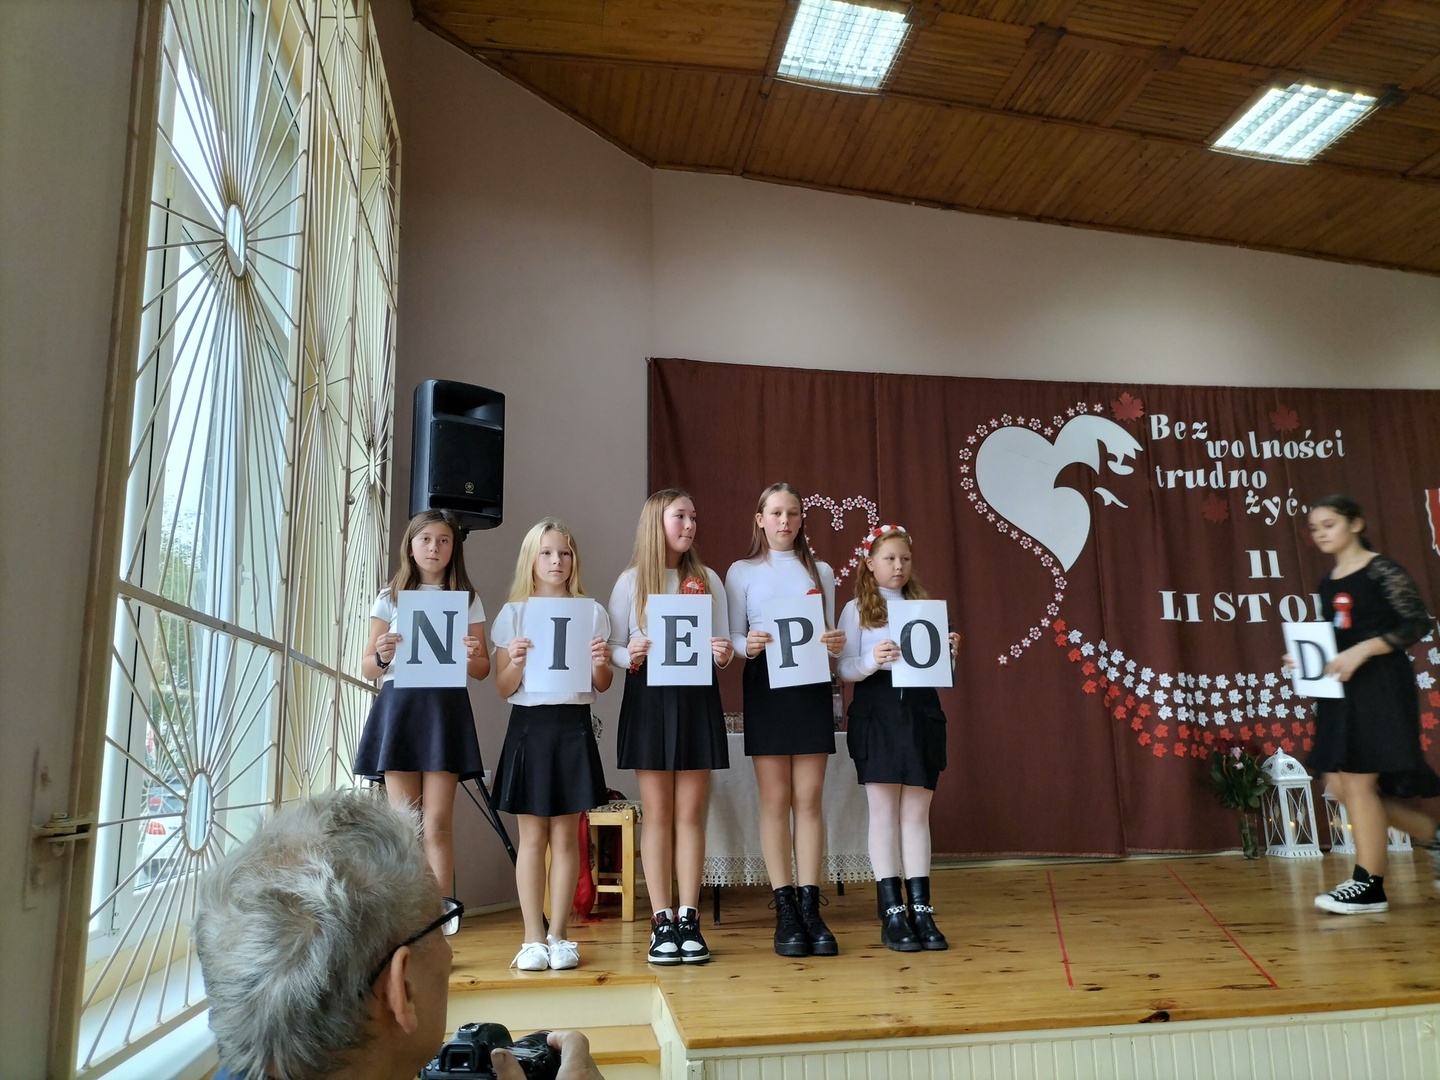 Bez
wolności
trudno
żyć..
11
LISTO
N
I
E
P
O
D